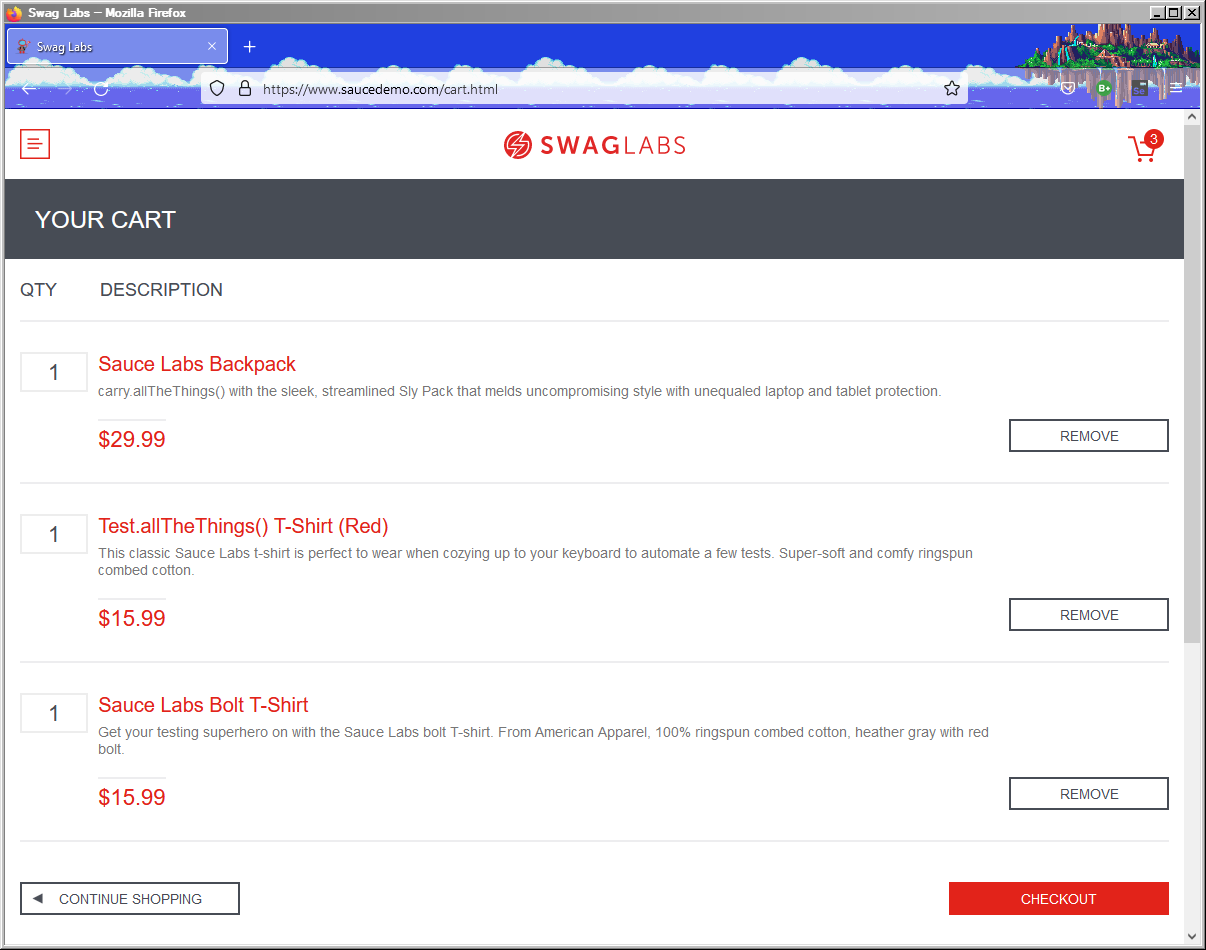 Swag Labs — Mozilla Firefox
Swag Labs
https://www.saucedemo.com/cart.html
B+
Se
SWAGLABS
3
YOUR CART
QTY DESCRIPTION
1 Sauce Labs Backpack
carry.allTheThings() with the sleek, streamlined Sly Pack that melds uncompromising style with unequaled laptop and tablet protection.
$29.99 REMOVE
1 Test.allTheThings() T-Shirt (Red)
This classic Sauce Labs t-shirt is perfect to wear when cozying up to your keyboard to automate a few tests. Super-soft and comfy ringspun
combed cotton.
$15.99 REMOVE
1 Sauce Labs Bolt T-Shirt
Get your testing superhero on with the Sauce Labs bolt T-shirt. From American Apparel, 100% ringspun combed cotton, heather gray with red
bolt.
$15.99 REMOVE
CONTINUE SHOPPING CHECKOUT